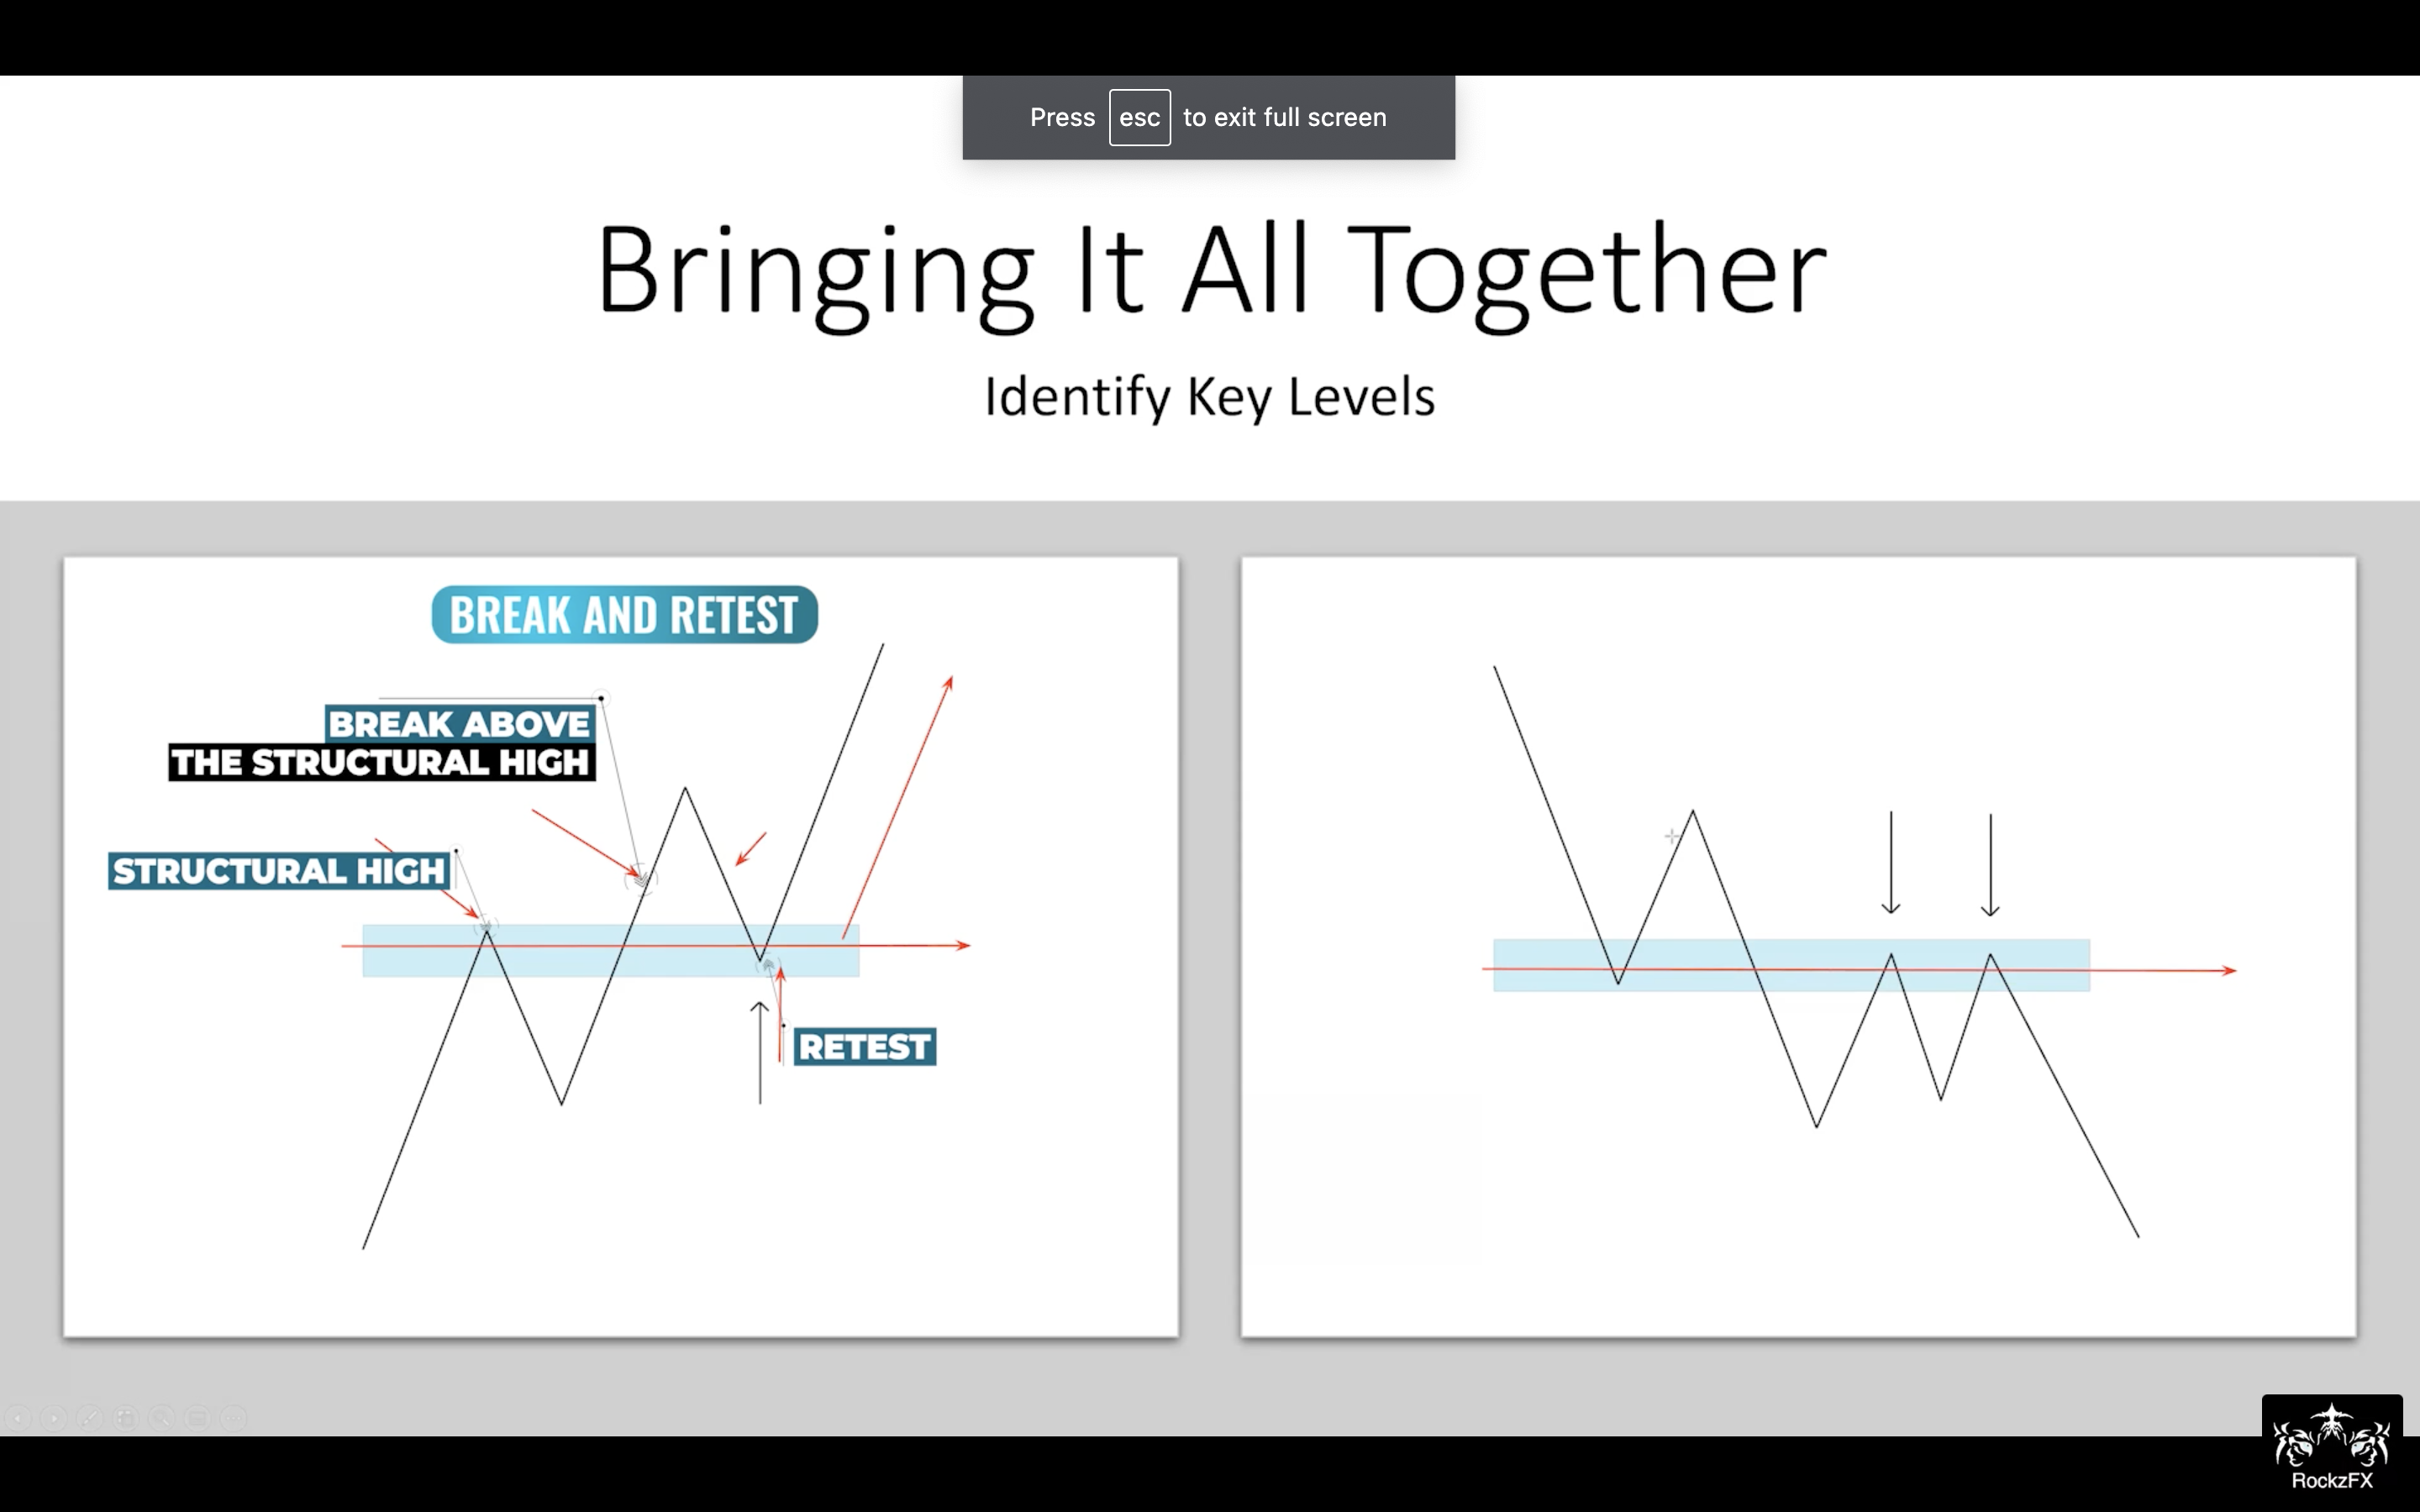 Press esc to exit full screen
Bringing It All Together
Identify Key Levels
BREAK AND RETEST
BREAK ABOVE
THE STRUCTURAL HIGH
STRUCTURAL HIGH
RETEST
RockzFX